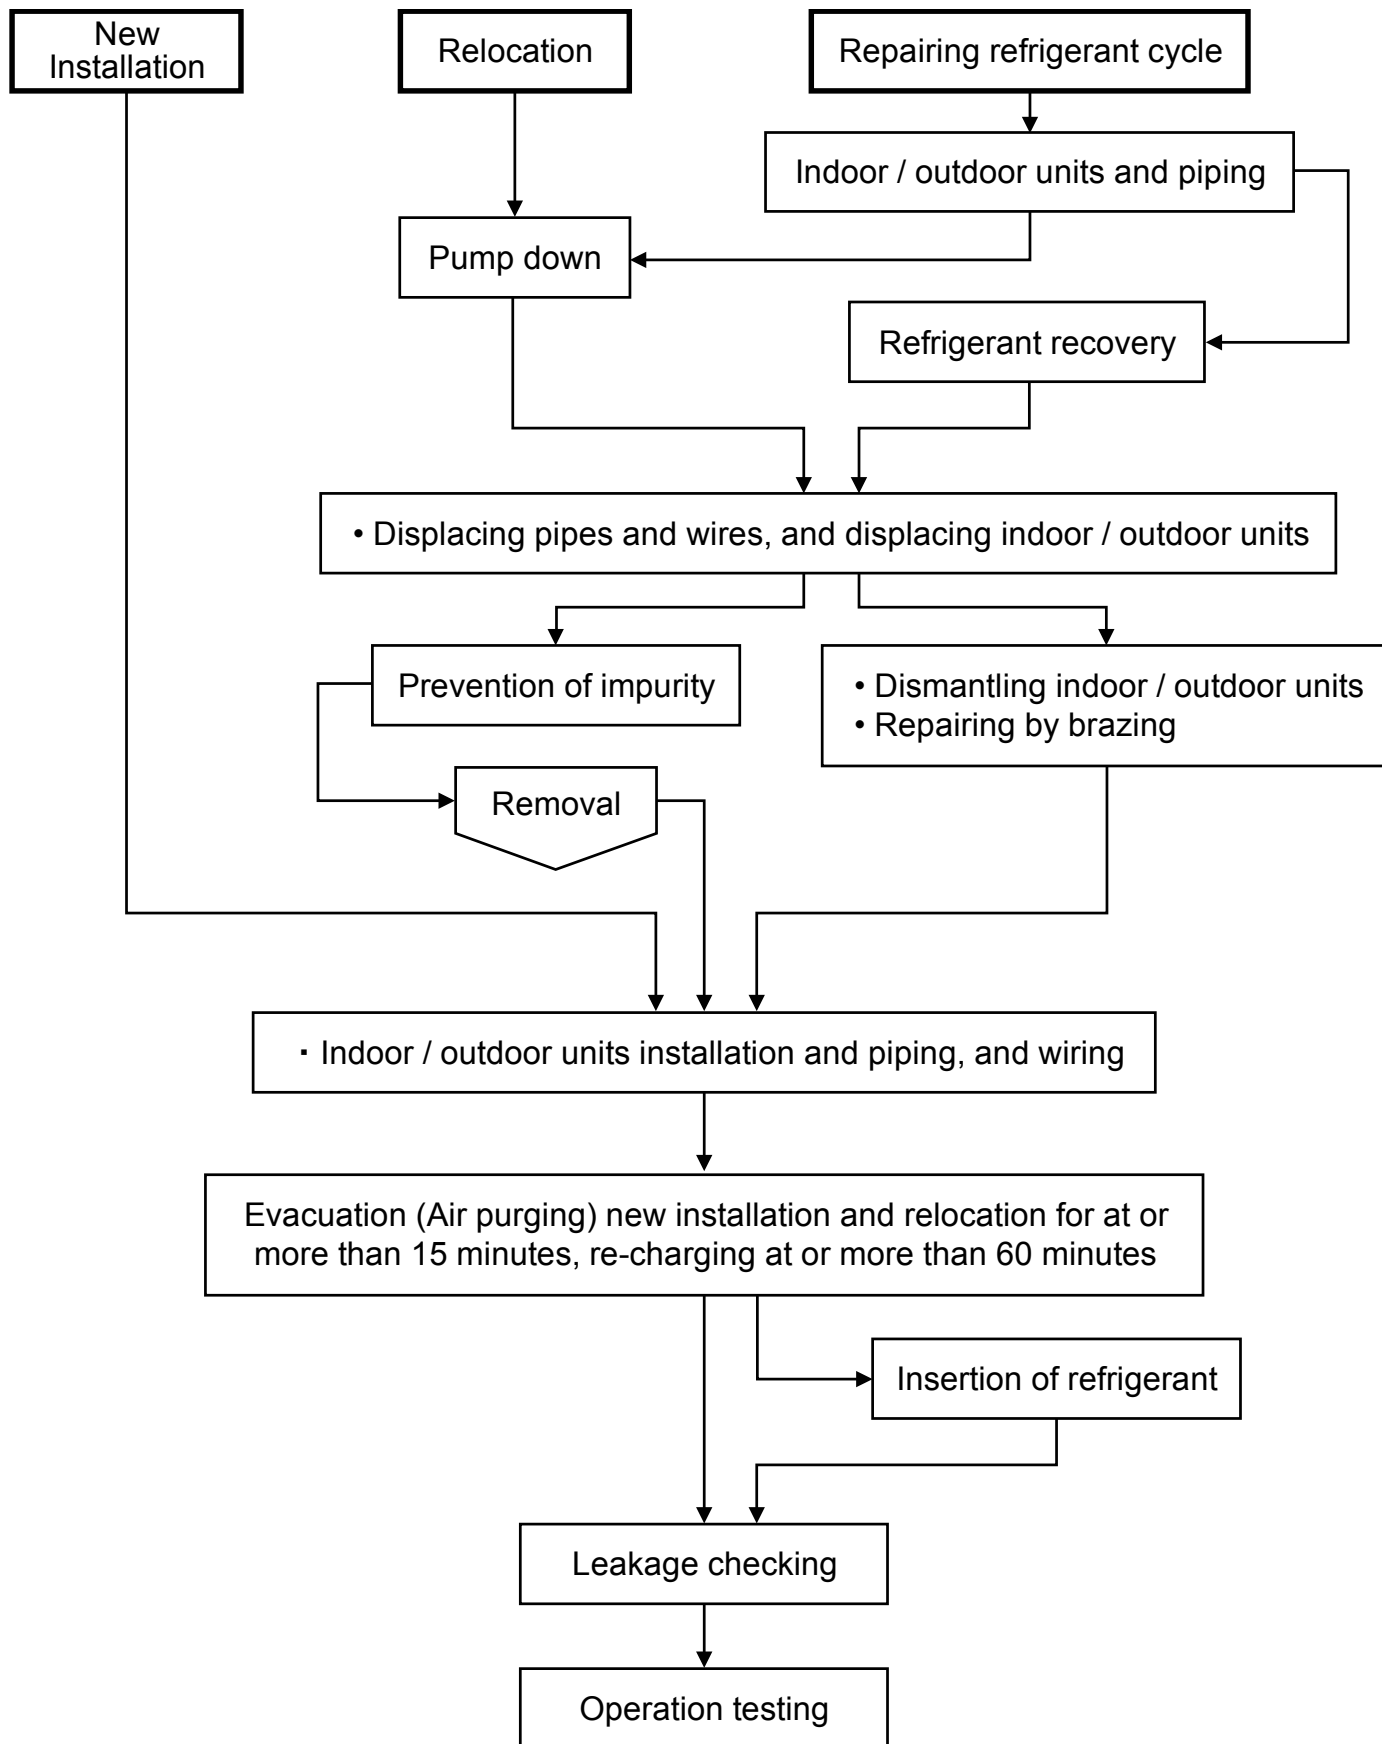 New
Installation
Relocation
Repairing refrigerant cycle
Indoor / outdoor units and piping
Pump down
Refrigerant recovery
• Displacing pipes and wires, and displacing indoor / outdoor units
Prevention of impurity
• Dismantling indoor / outdoor units
• Repairing by brazing
Removal
· Indoor / outdoor units installation and piping, and wiring
Evacuation (Air purging) new installation and relocation for at or
more than 15 minutes, re-charging at or more than 60 minutes
Insertion of refrigerant
Leakage checking
Operation testing